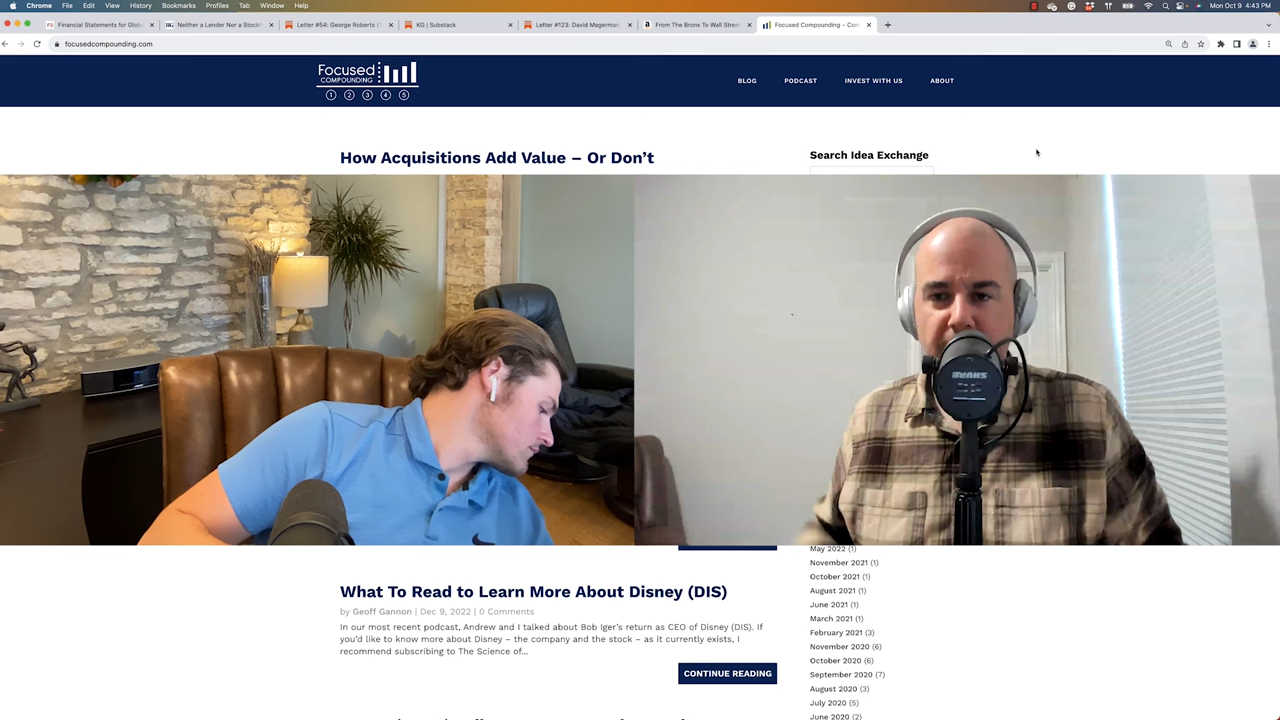 Chrome File Edit View History Bookmarks Profiles Tab Window Help
Mon Oct 9 4:43 PM
Financial Statements for Glob
Neither a Lender Nor a Stock
Letter #54: George Roberts (
KG | Substack
Letter #123: David Magerman
From The Bronx To Wall Stree
Focused Compounding – Com
focusedcompounding.com
Focused
COMPOUNDING
1 2 3 4 5
BLOG PODCAST INVEST WITH US ABOUT
How Acquisitions Add Value – Or Don’t
Search Idea Exchange
SHURE
May 2022 (1)
November 2021 (1)
October 2021 (1)
August 2021 (1)
June 2021 (1)
March 2021 (1)
February 2021 (3)
November 2020 (6)
October 2020 (6)
September 2020 (7)
August 2020 (3)
July 2020 (5)
June 2020 (2)
What To Read to Learn More About Disney (DIS)
by Geoff Gannon | Dec 9, 2022 | 0 Comments
In our most recent podcast, Andrew and I talked about Bob Iger’s return as CEO of Disney (DIS). If
you’d like to know more about Disney – the company and the stock – as it currently exists, I
recommend subscribing to The Science of...
CONTINUE READING